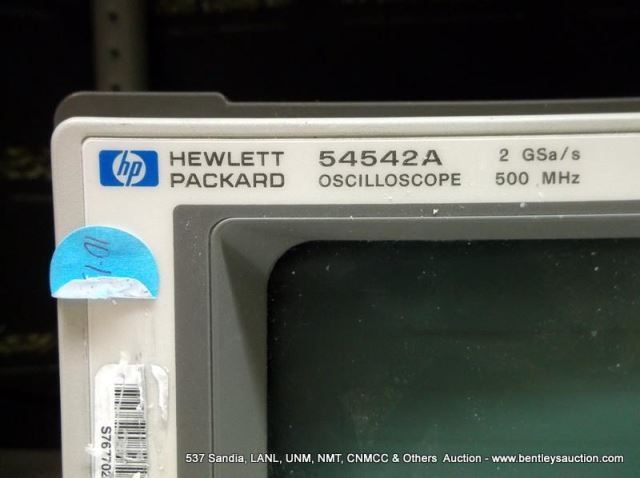 hp HEWLETT PACKARD 54542A OSCILLOSCOPE 2 GSa/s 500 MHz
537 Sandia, LANL, UNM, NMT, CNMCC & Others Auction - www.bentleysauction.com